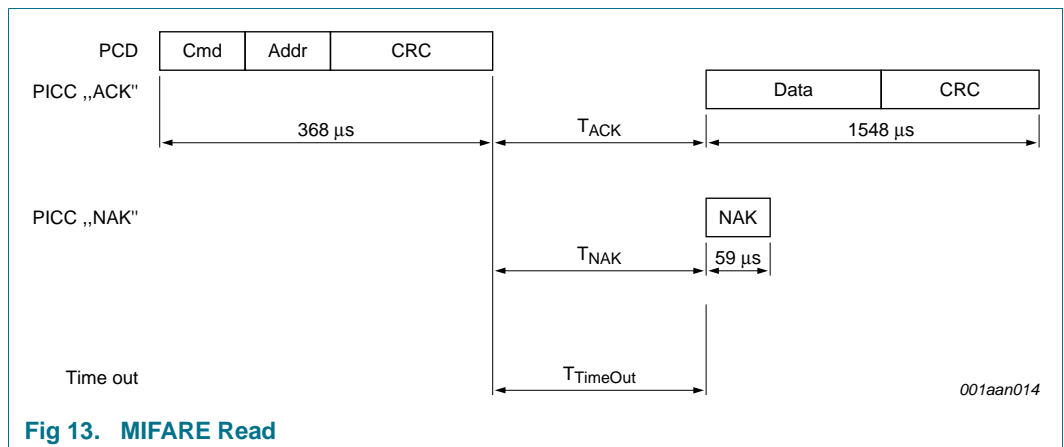 PCD Cmd Addr CRC
PICC ,,ACK" Data CRC
368 μs TACK 1548 μs
PICC ,,NAK" NAK
TNAK 59 μs
Time out TTimeOut
001aan014
Fig 13. MIFARE Read